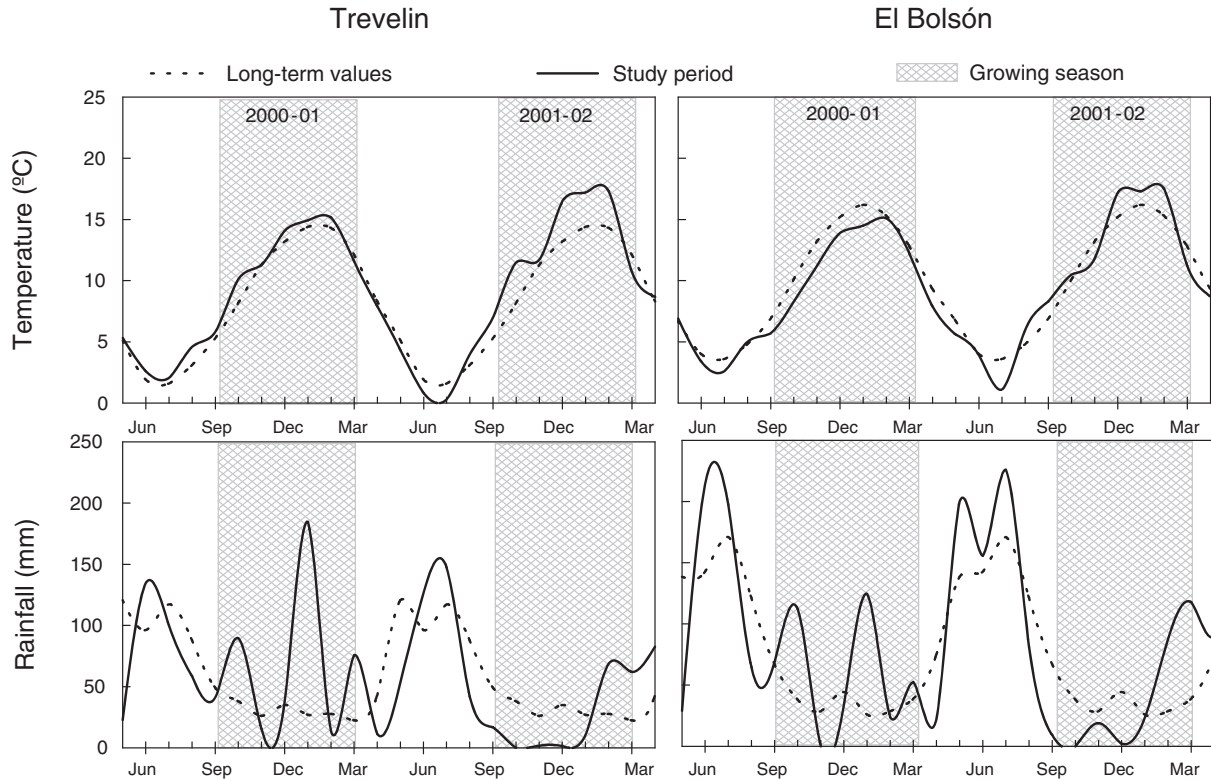 Trevelin El Bolsón
Long-term values Study period Growing season
Temperature (ºC)
25
20
15
10
5
0
2000-01 2001-02
2000-01 2001-02
Jun Sep Dec Mar Jun Sep Dec Mar
Jun Sep Dec Mar Jun Sep Dec Mar
Rainfall (mm)
250
200
150
100
50
0
Jun Sep Dec Mar Jun Sep Dec Mar
Jun Sep Dec Mar Jun Sep Dec Mar